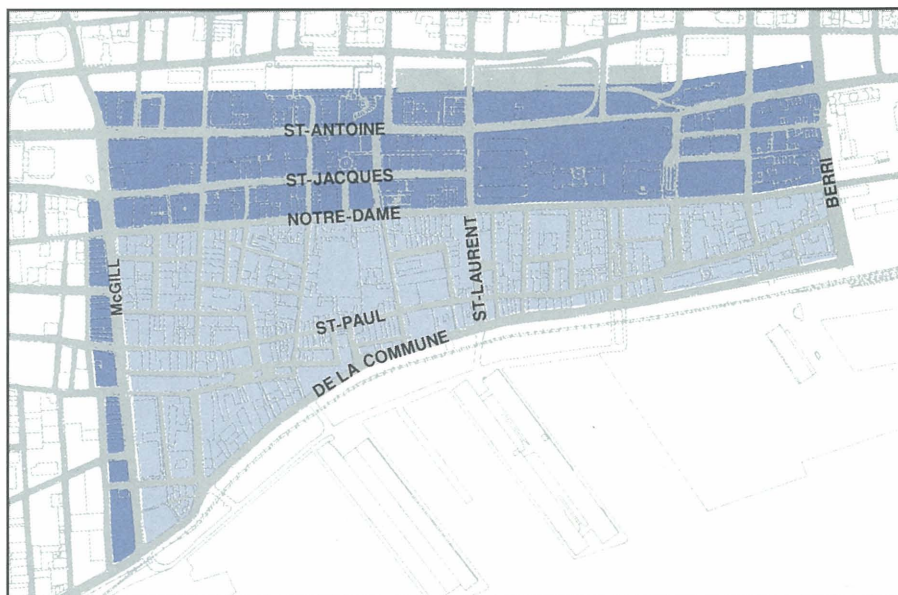 ST-ANTOINE
ST-JACQUES
NOTRE-DAME
BERRI
McGILL
ST-LAURENT
ST-PAUL
DE LA COMMUNE